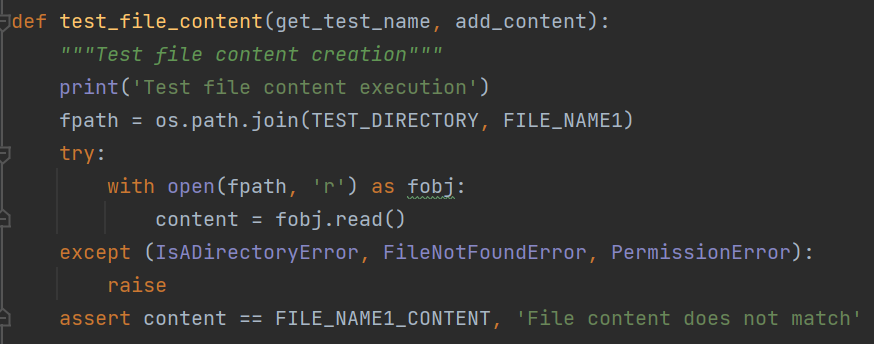 def test_file_content(get_test_name, add_content):
    """Test file content creation"""
    print('Test file content execution')
    fpath = os.path.join(TEST_DIRECTORY, FILE_NAME1)
    try:
        with open(fpath, 'r') as fobj:
            content = fobj.read()
    except (IsADirectoryError, FileNotFoundError, PermissionError):
        raise
    assert content == FILE_NAME1_CONTENT, 'File content does not match'